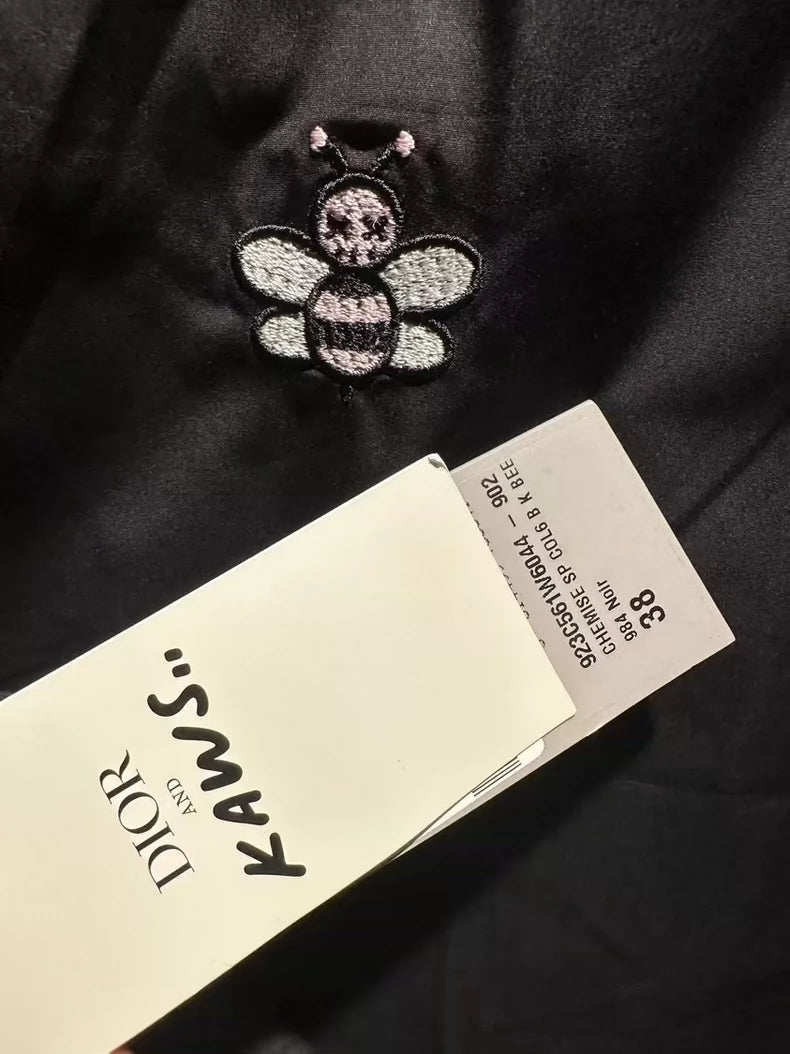 DIOR
AND
KAWS..
923C561W6044 – 902
CHEMISE SP COL6 B K BEE
984 Noir
38